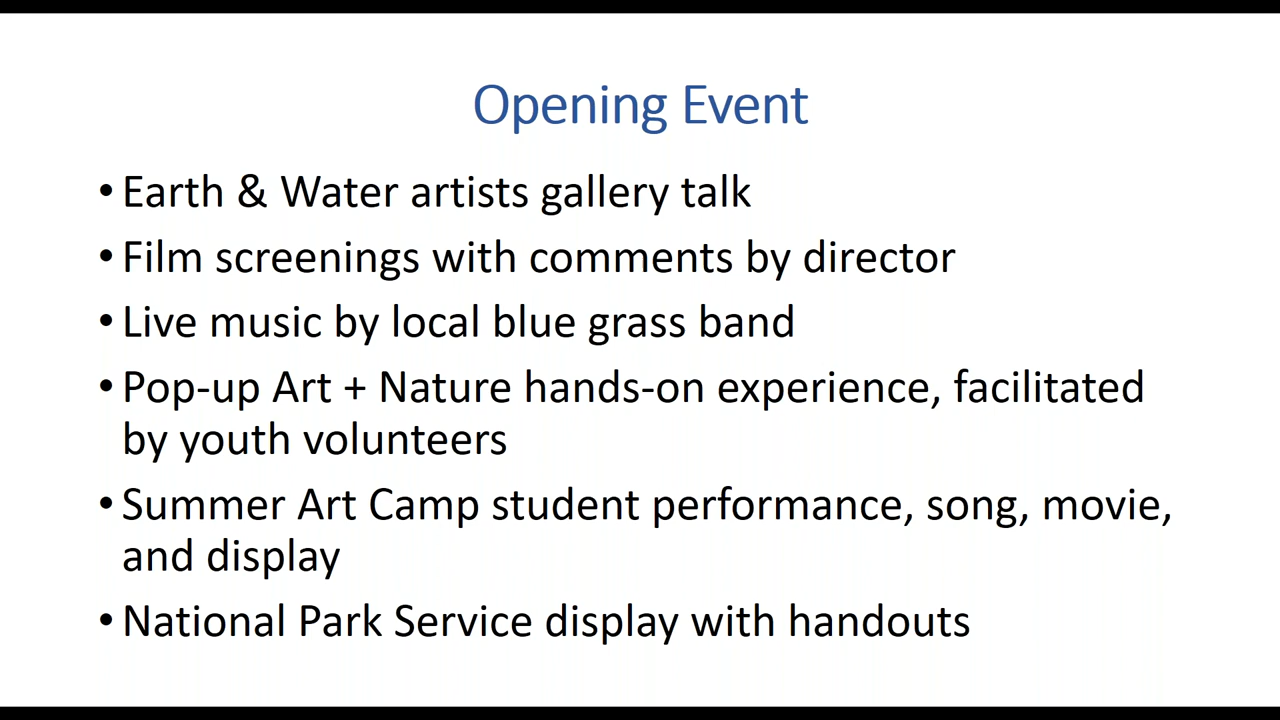 Opening Event
• Earth & Water artists gallery talk
• Film screenings with comments by director
• Live music by local blue grass band
• Pop-up Art + Nature hands-on experience, facilitated
by youth volunteers
• Summer Art Camp student performance, song, movie,
and display
• National Park Service display with handouts